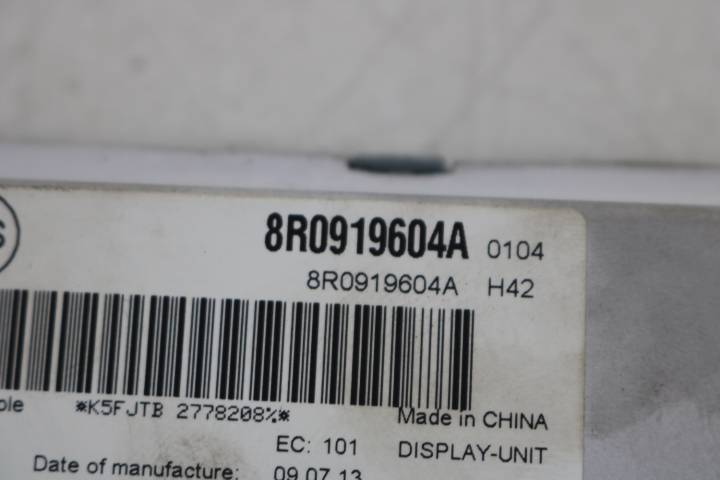 8R0919604A 0104
8R0919604A H42
*K5FJTB 2778208%*
Made in CHINA
EC: 101 DISPLAY-UNIT
Date of manufacture: 09.07.13